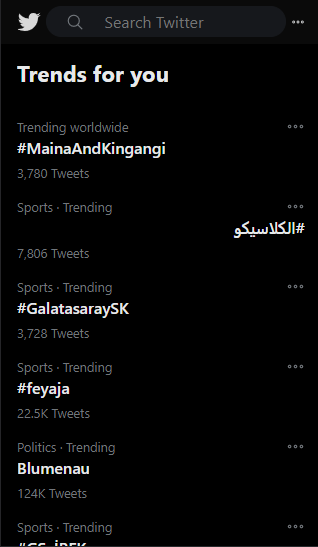 Search Twitter
Trends for you
Trending worldwide
#MainaAndKingangi
3,780 Tweets
Sports · Trending
#الكلاسيكو
7,806 Tweets
Sports · Trending
#GalatasaraySK
3,728 Tweets
Sports · Trending
#feyaja
22.5K Tweets
Politics · Trending
Blumenau
124K Tweets
Sports · Trending